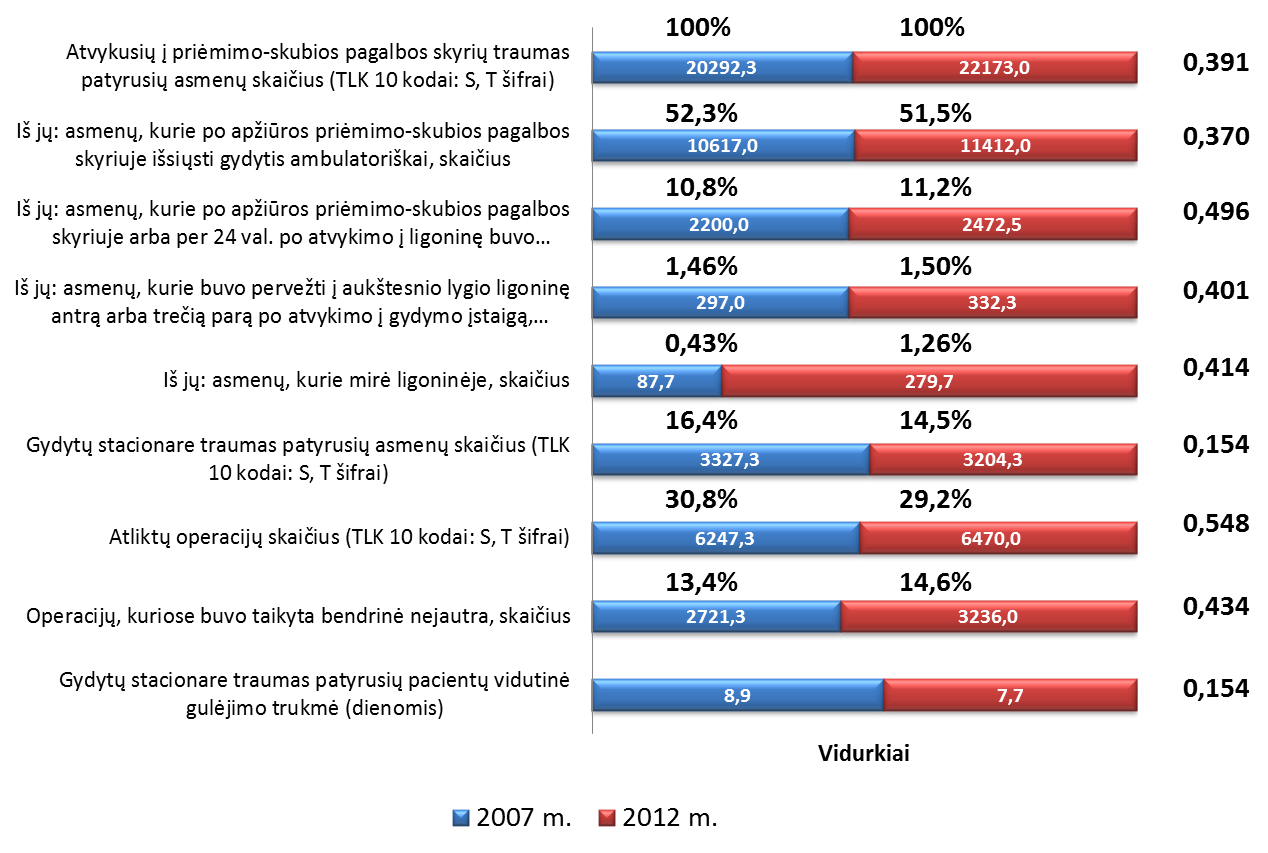 100% 100%
Atvykusių į priėmimo-skubios pagalbos skyrių traumas
patyrusių asmenų skaičius (TLK 10 kodai: S, T šifrai)
20292,3 22173,0 0,391
52,3% 51,5%
Iš jų: asmenų, kurie po apžiūros priėmimo-skubios pagalbos
skyriuje išsiųsti gydytis ambulatoriškai, skaičius
10617,0 11412,0 0,370
10,8% 11,2%
Iš jų: asmenų, kurie po apžiūros priėmimo-skubios pagalbos
skyriuje arba per 24 val. po atvykimo į ligoninę buvo...
2200,0 2472,5 0,496
1,46% 1,50%
Iš jų: asmenų, kurie buvo pervežti į aukštesnio lygio ligoninę
antrą arba trečią parą po atvykimo į gydymo įstaigą,...
297,0 332,3 0,401
0,43% 1,26%
Iš jų: asmenų, kurie mirė ligoninėje, skaičius
87,7 279,7 0,414
16,4% 14,5%
Gydytų stacionare traumas patyrusių asmenų skaičius (TLK
10 kodai: S, T šifrai)
3327,3 3204,3 0,154
30,8% 29,2%
Atliktų operacijų skaičius (TLK 10 kodai: S, T šifrai)
6247,3 6470,0 0,548
13,4% 14,6%
Operacijų, kuriose buvo taikyta bendrinė nejautra, skaičius
2721,3 3236,0 0,434
Gydytų stacionare traumas patyrusių pacientų vidutinė
gulėjimo trukmė (dienomis)
8,9 7,7 0,154
Vidurkiai
2007 m. 2012 m.